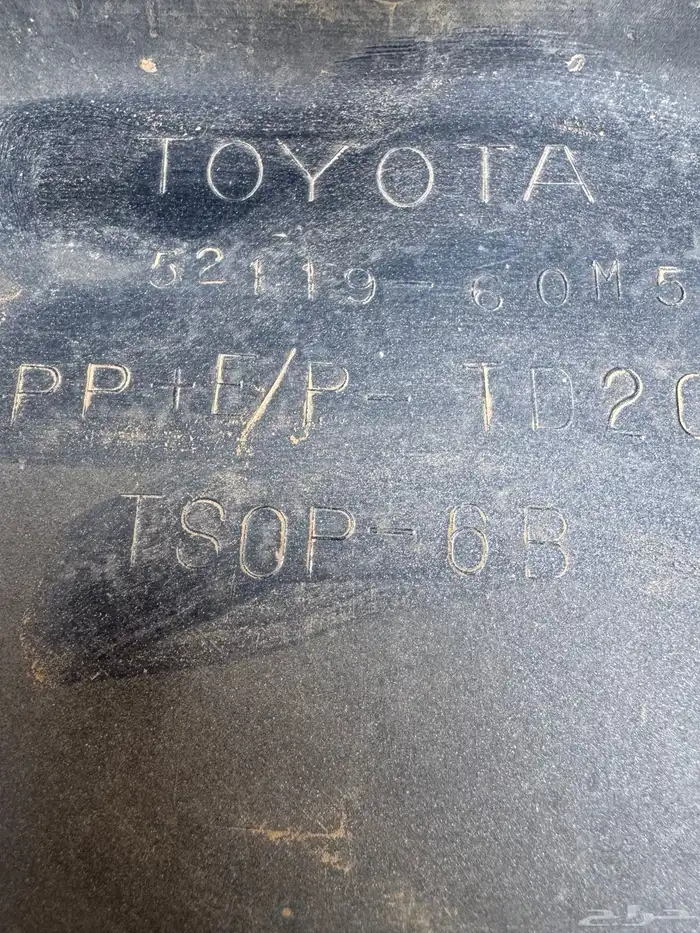 TOYOTA
52119-60M5
PP+E/P-TD20
TSOP-6B
حراج